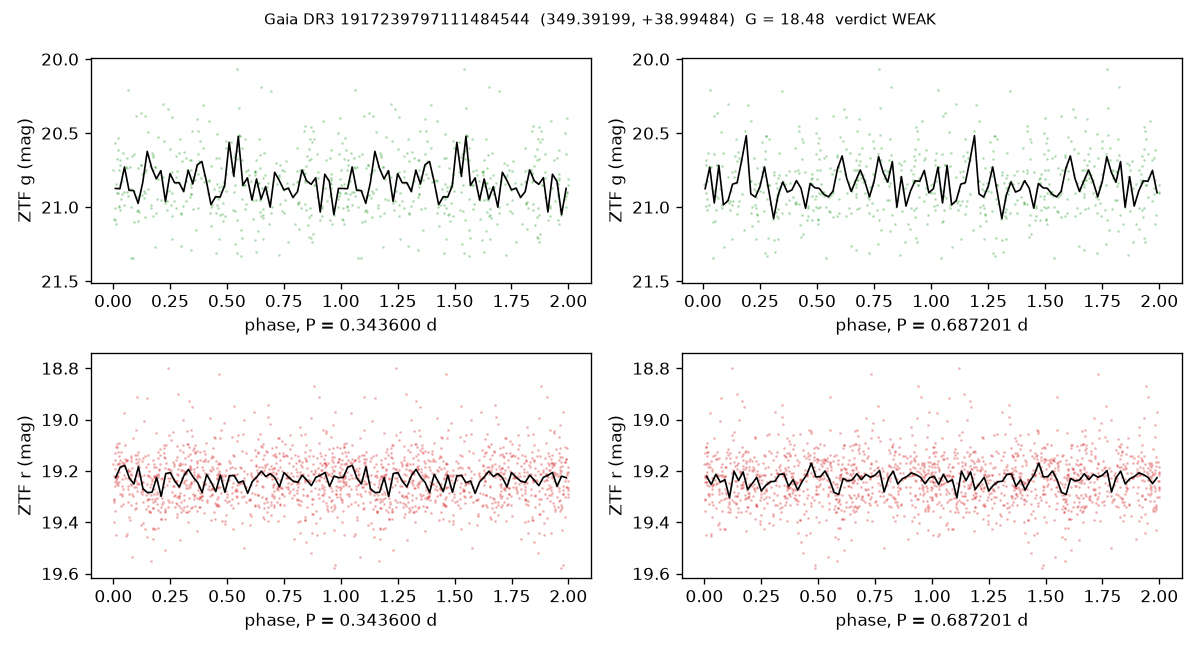 Gaia DR3 1917239797111484544 (349.39199, +38.99484) G = 18.48 verdict WEAK
ZTF g (mag)
20.0
20.5
21.0
21.5
0.00 0.25 0.50 0.75 1.00 1.25 1.50 1.75 2.00
phase, P = 0.343600 d
ZTF g (mag)
20.0
20.5
21.0
21.5
0.00 0.25 0.50 0.75 1.00 1.25 1.50 1.75 2.00
phase, P = 0.687201 d
ZTF r (mag)
18.8
19.0
19.2
19.4
19.6
0.00 0.25 0.50 0.75 1.00 1.25 1.50 1.75 2.00
phase, P = 0.343600 d
ZTF r (mag)
18.8
19.0
19.2
19.4
19.6
0.00 0.25 0.50 0.75 1.00 1.25 1.50 1.75 2.00
phase, P = 0.687201 d